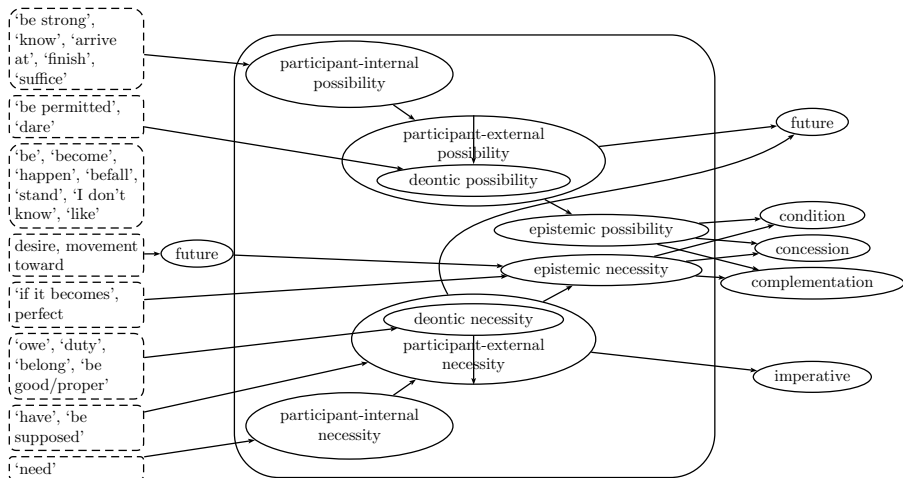 ‘be strong’,
‘know’, ‘arrive
at’, ‘finish’,
‘suffice’
‘be permitted’,
‘dare’
‘be’, ‘become’,
‘happen’, ‘befall’,
‘stand’, ‘I don't
know’, ‘like’
desire, movement
toward
‘if it becomes’,
perfect
‘owe’, ‘duty’,
‘belong’, ‘be
good/proper’
‘have’, ‘be
supposed’
‘need’
future
participant-internal
possibility
participant-external
possibility
deontic possibility
epistemic possibility
epistemic necessity
deontic necessity
participant-external
necessity
participant-internal
necessity
future
condition
concession
complementation
imperative